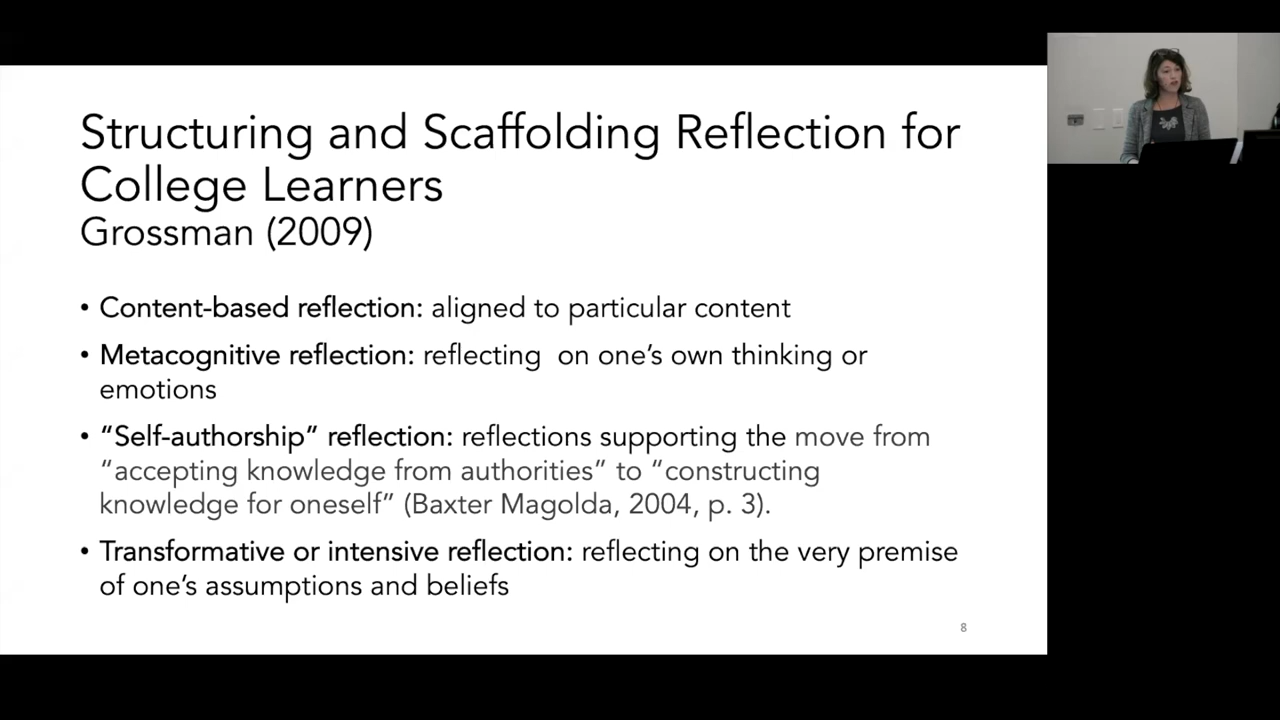 Structuring and Scaffolding Reflection for
College Learners
Grossman (2009)
• Content-based reflection: aligned to particular content
• Metacognitive reflection: reflecting  on one’s own thinking or
emotions
• “Self-authorship” reflection: reflections supporting the move from
“accepting knowledge from authorities” to “constructing
knowledge for oneself” (Baxter Magolda, 2004, p. 3).
• Transformative or intensive reflection: reflecting on the very premise
of one’s assumptions and beliefs
8